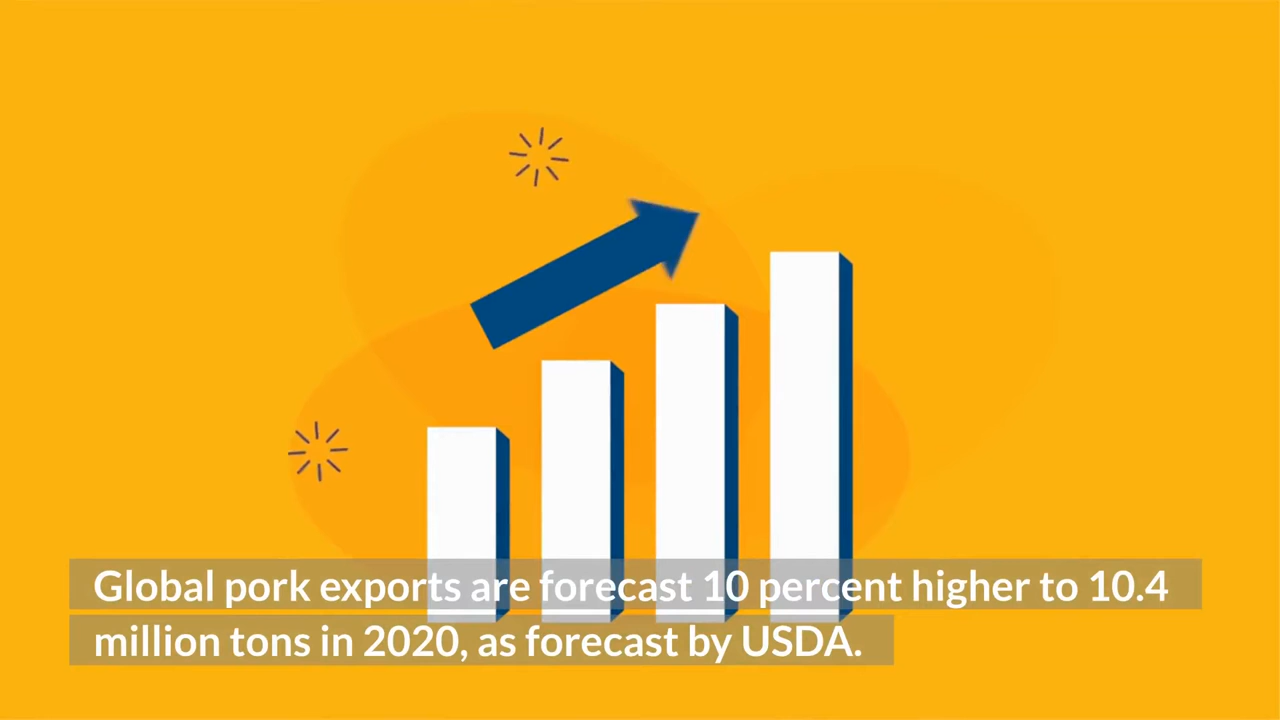 Global pork exports are forecast 10 percent higher to 10.4
million tons in 2020, as forecast by USDA.